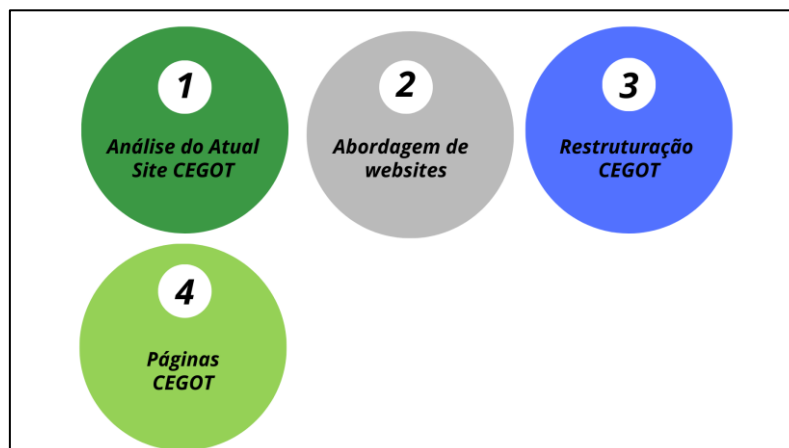 1
Análise do Atual
Site CEGOT
2
Abordagem de
websites
3
Restruturação
CEGOT
4
Páginas
CEGOT